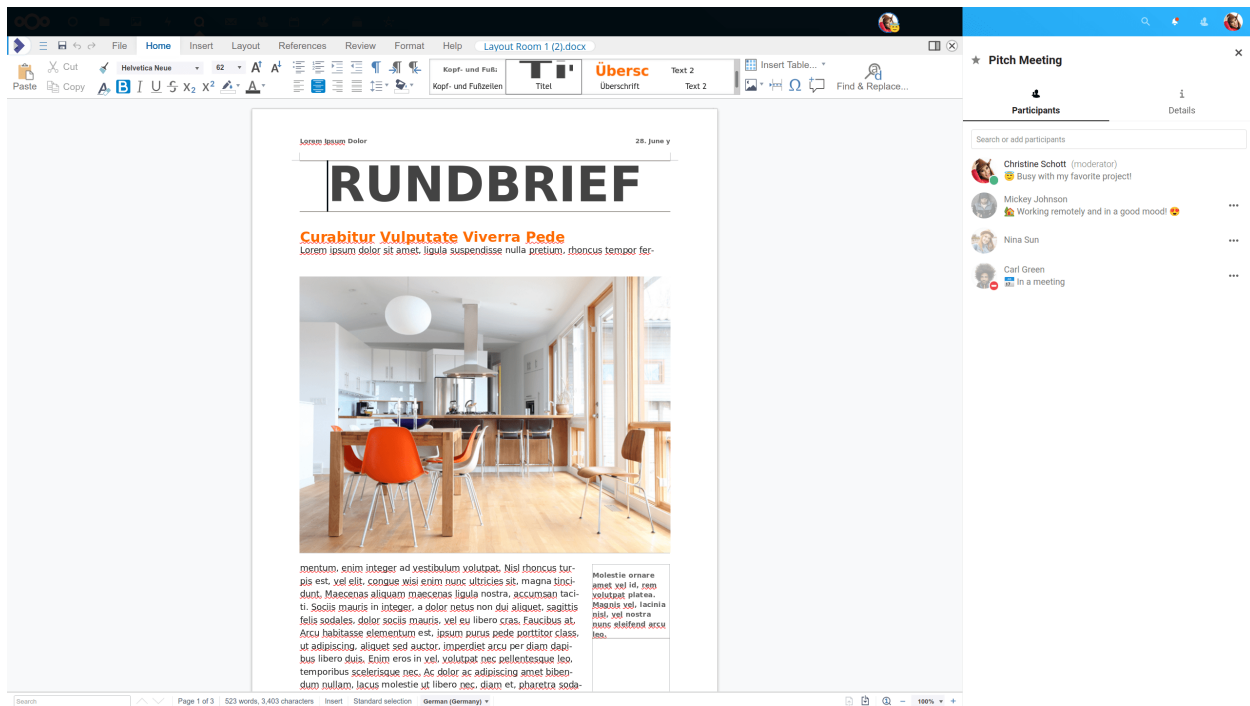 File Home Insert Layout References Review Format Help Layout Room 1 (2).docx
Paste
Cut
Copy
Helvetica Neue 62
Kopf- und Fuß
Kopf- und Fußzeilen
Titel
Übersc
Überschrift
Text 2
Text 2
Insert Table...
Find & Replace...
Lorem Ipsum Dolor 28. June y
RUNDBRIEF
Curabitur Vulputate Viverra Pede
Lorem ipsum dolor sit amet, ligula suspendisse nulla pretium, rhoncus tempor fer-
mentum, enim integer ad vestibulum volutpat. Nisl rhoncus tur-
pis est, vel elit, congue wisi enim nunc ultricies sit, magna tinci-
dunt. Maecenas aliquam maecenas ligula nostra, accumsan taci-
ti. Sociis mauris in integer, a dolor netus non dui aliquet, sagittis
felis sodales, dolor sociis mauris, vel eu libero cras. Faucibus at.
Arcu habitasse elementum est, ipsum purus pede porttitor class,
ut adipiscing, aliquet sed auctor, imperdiet arcu per diam dapi-
bus libero duis. Enim eros in vel, volutpat nec pellentesque leo,
temporibus scelerisque nec. Ac dolor ac adipiscing amet biben-
dum nullam, lacus molestie ut libero nec, diam et, pharetra soda-
Molestie ornare
amet vel id, rem
volutpat platea.
Magnis vel, lacinia
nisl, vel nostra
nunc eleifend arcu
leo.
Search Page 1 of 3 523 words, 3,403 characters Insert Standard selection German (Germany) 100%
Pitch Meeting
Participants
Details
Search or add participants
Christine Schott (moderator)
😇 Busy with my favorite project!
Mickey Johnson
🏡 Working remotely and in a good mood! 😍
Nina Sun
Carl Green
📅 In a meeting